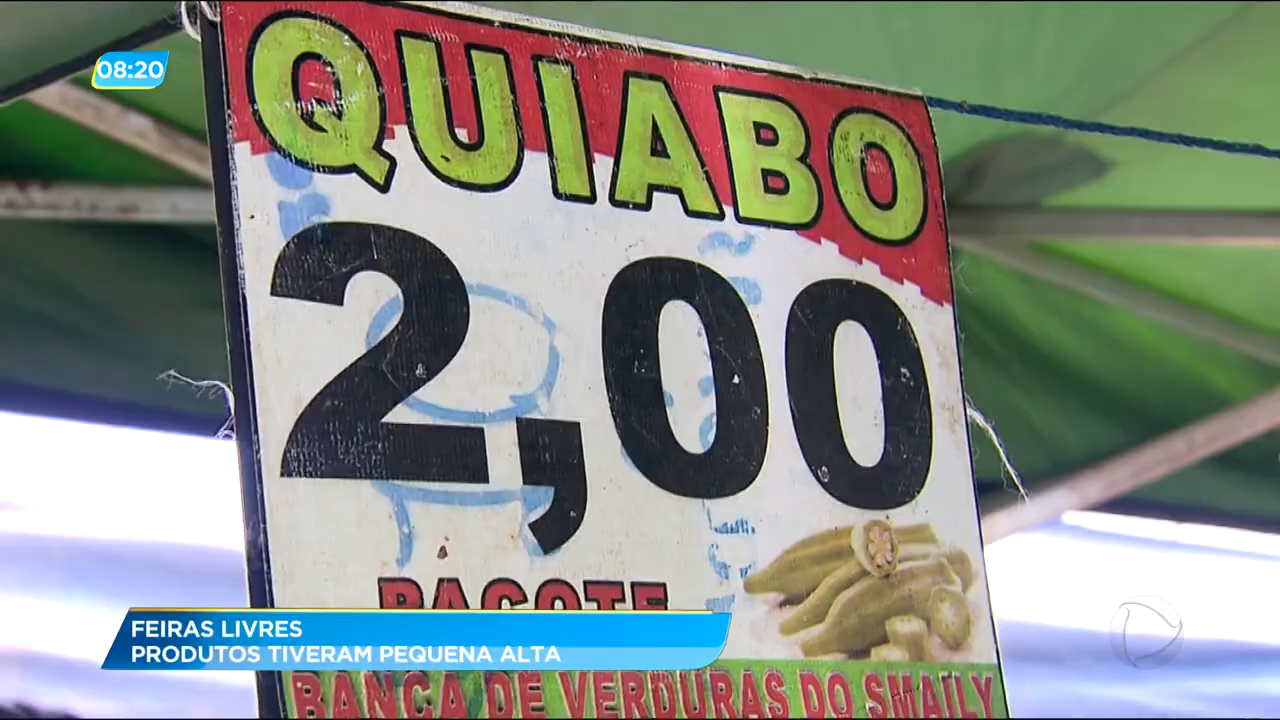 08:20
QUIABO
2,00
PACOTE
FEIRAS LIVRES
PRODUTOS TIVERAM PEQUENA ALTA
BANCA DE VERDURAS DO SMAILY